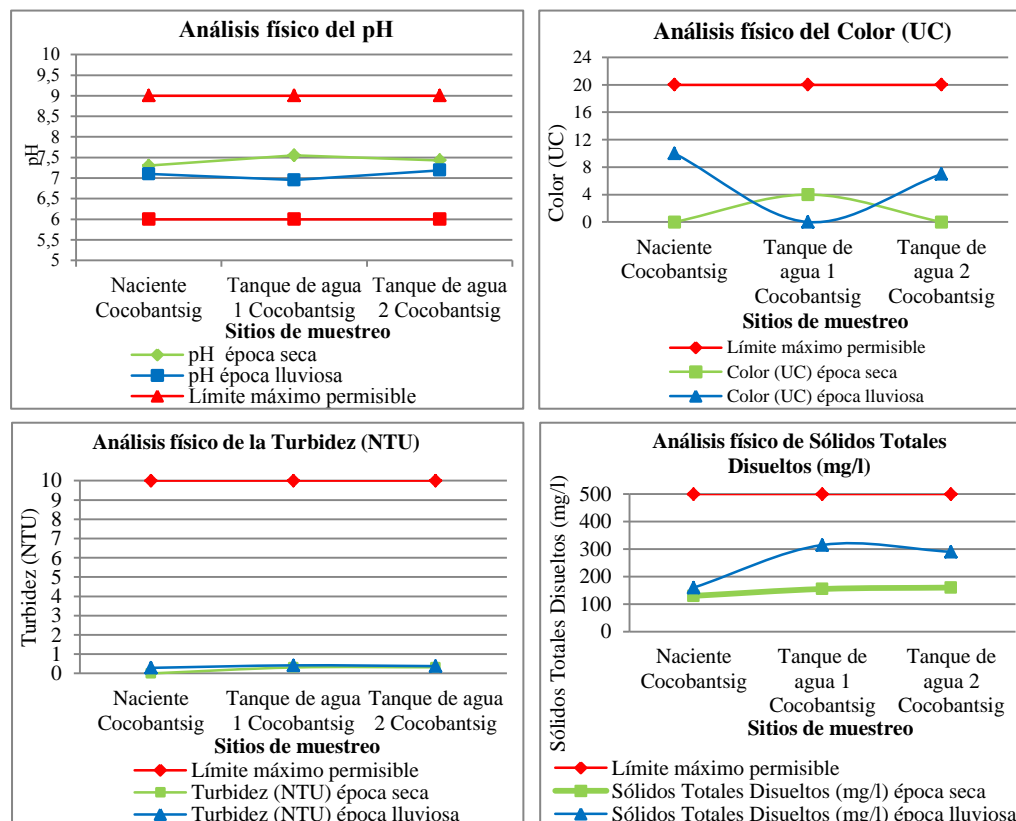 Análisis físico del pH
10
9,5
9
8,5
8
7,5
7
6,5
6
5,5
5
pH
Naciente Cocobantsig
Tanque de agua 1 Cocobantsig
Tanque de agua 2 Cocobantsig
Sitios de muestreo
pH época seca
pH época lluviosa
Límite máximo permisible
Análisis físico del Color (UC)
24
20
16
12
8
4
0
Color (UC)
Naciente
Cocobantsig
Tanque de
agua 1
Cocobantsig
Tanque de
agua 2
Cocobantsig
Sitios de muestreo
Límite máximo permisible
Color (UC) época seca
Color (UC) época lluviosa
Análisis físico de la Turbidez (NTU)
10
9
8
7
6
5
4
3
2
1
0
Turbidez (NTU)
Naciente
Cocobantsig
Tanque de agua
1 Cocobantsig
Tanque de agua
2 Cocobantsig
Sitios de muestreo
Límite máximo permisible
Turbidez (NTU) época seca
Turbidez (NTU) época lluviosa
Análisis físico de Sólidos Totales
Disueltos (mg/l)
500
400
300
200
100
0
Sólidos Totales Disueltos (mg/l)
Naciente
Cocobantsig
Tanque de
agua 1
Cocobantsig
Tanque de
agua 2
Cocobantsig
Sitios de muestreo
Límite máximo permisible
Sólidos Totales Disueltos (mg/l) época seca
Sólidos Totales Disueltos (mg/l) época lluviosa